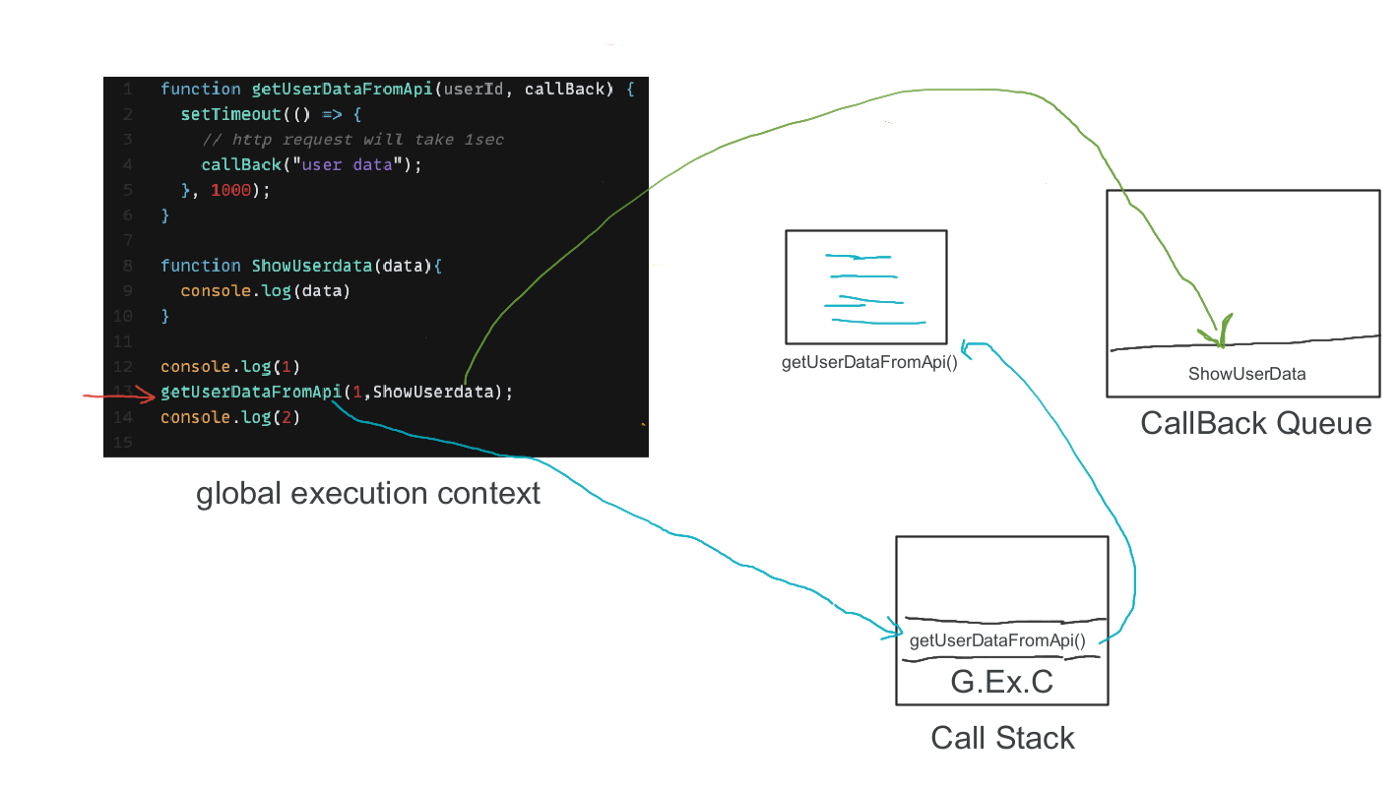 1 function getUserDataFromApi(userId, callBack) {
2 setTimeout(() => {
3 // http request will take 1sec
4 callBack("user data");
5 }, 1000);
6 }
7
8 function ShowUserdata(data){
9 console.log(data)
10 }
11
12 console.log(1)
13 getUserDataFromApi(1,ShowUserdata);
14 console.log(2)
15
global execution context
getUserDataFromApi()
ShowUserData
CallBack Queue
getUserDataFromApi()
G.Ex.C
Call Stack